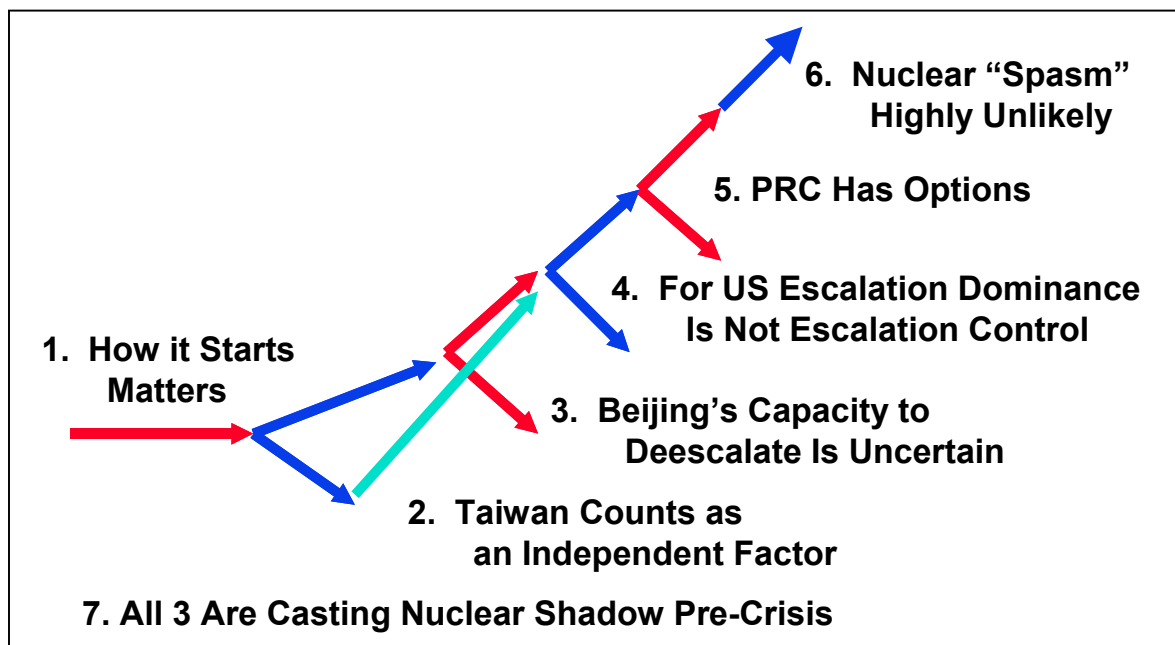 6. Nuclear “Spasm”
Highly Unlikely
5. PRC Has Options
4. For US Escalation Dominance
Is Not Escalation Control
1. How it Starts
Matters
3. Beijing’s Capacity to
Deescalate Is Uncertain
2. Taiwan Counts as
an Independent Factor
7. All 3 Are Casting Nuclear Shadow Pre-Crisis